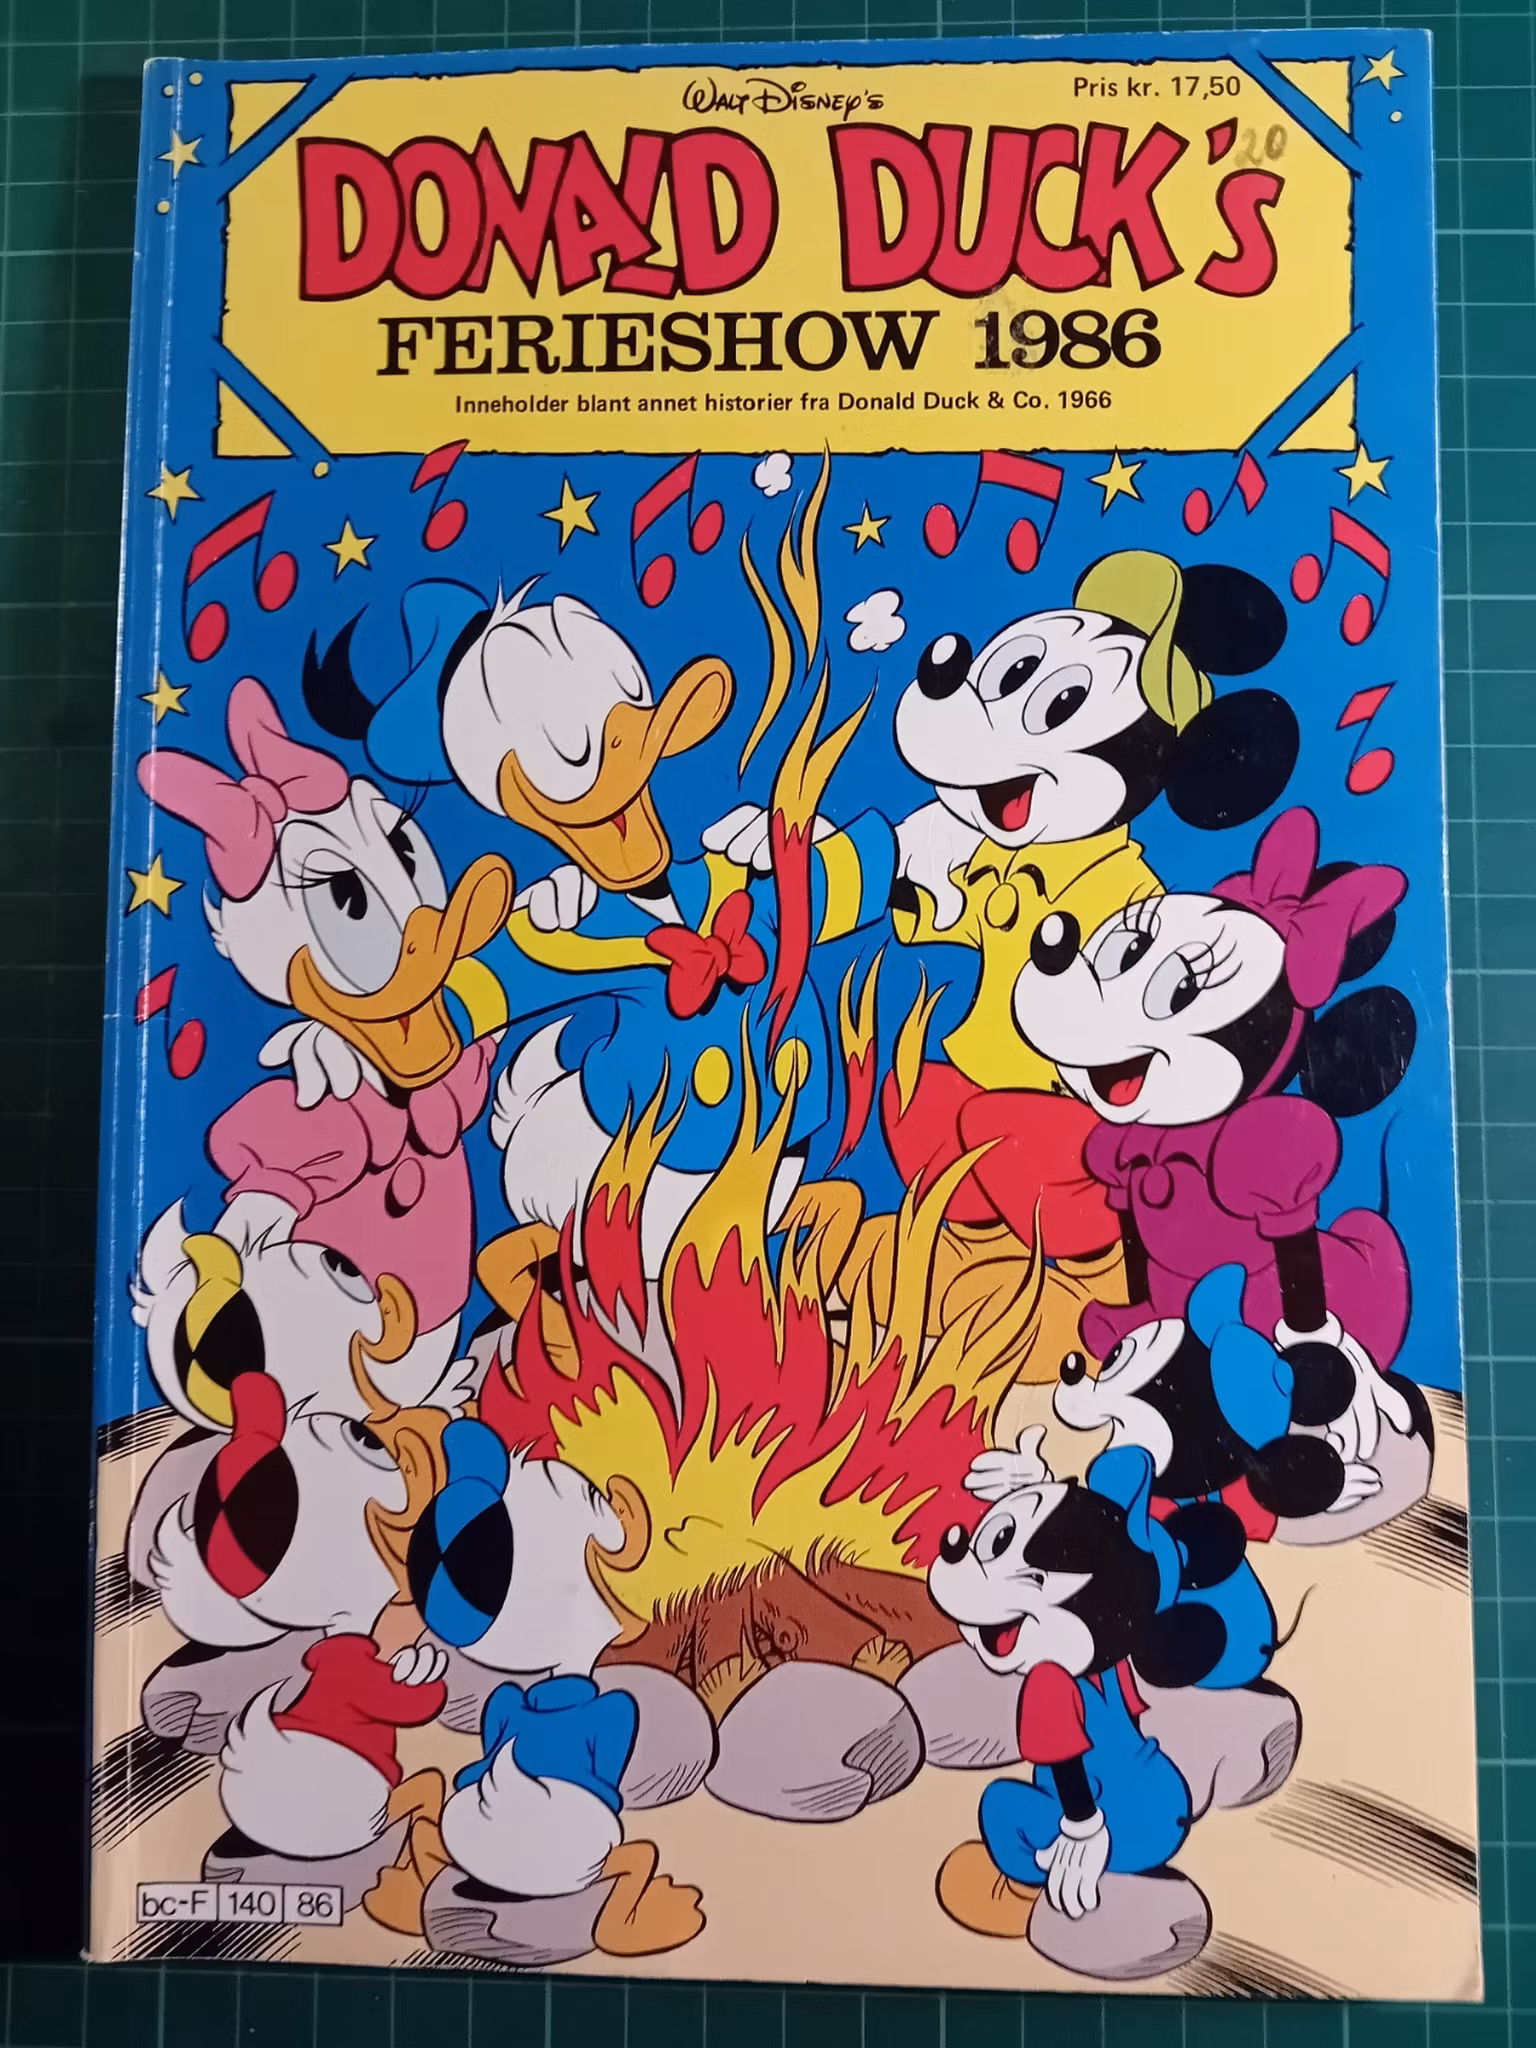 Walt Disney's
Pris kr. 17,50
DONALD DUCK's
20
FERIESHOW 1986
Inneholder blant annet historier fra Donald Duck & Co. 1966
bc-F 140 86